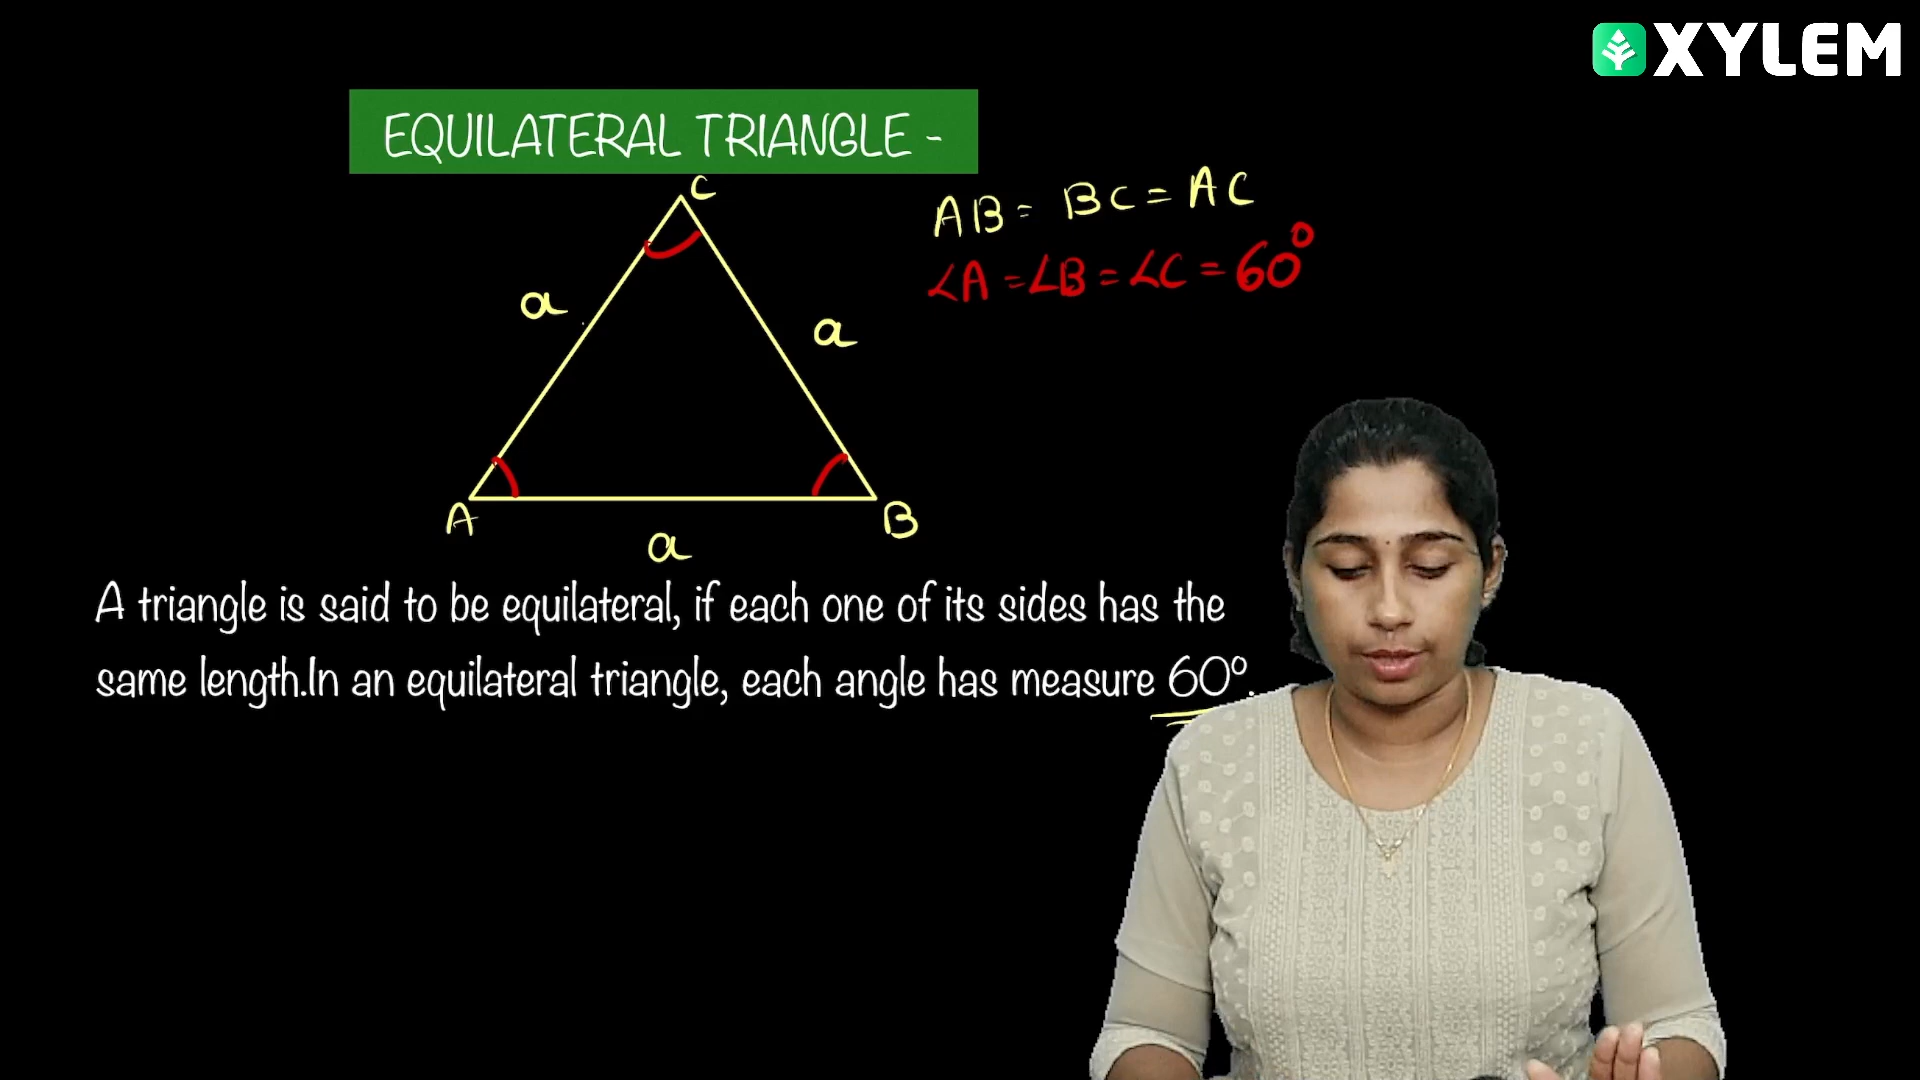 XYLEM
EQUILATERAL TRIANGLE -
C
AB = BC = AC
∠A = ∠B = ∠C = 60°
a
a
A
B
a
A triangle is said to be equilateral, if each one of its sides has the
same length.In an equilateral triangle, each angle has measure 60°.